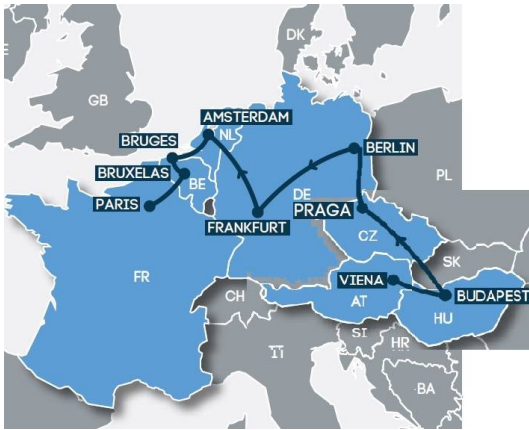 DK
GB
AMSTERDAM
NL
BRUGES
BERLIN
BRUXELAS
BE
PL
DE
PARIS
PRAGA
FRANKFURT
CZ
SK
FR
VIENA
CH
AT
BUDAPEST
HU
SI
HR
IT
BA